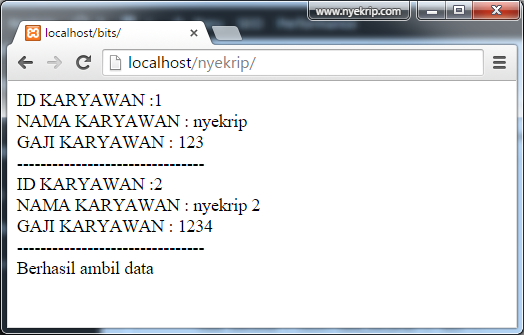 www.nyekrip.com
localhost/bits/
localhost/nyekrip/
ID KARYAWAN :1
NAMA KARYAWAN : nyekrip
GAJI KARYAWAN : 123
--------------------------------
ID KARYAWAN :2
NAMA KARYAWAN : nyekrip 2
GAJI KARYAWAN : 1234
--------------------------------
Berhasil ambil data